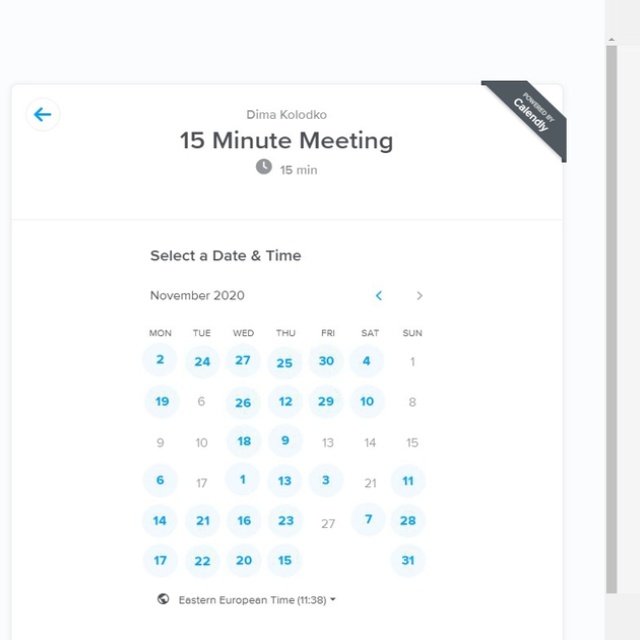 POWERED BY
Calendly
Dima Kolodko
15 Minute Meeting
15 min
Select a Date & Time
November 2020
MON TUE WED THU FRI SAT SUN
2 24 27 25 30 4 1
19 6 26 12 29 10 8
9 10 18 9 13 14 15
6 17 1 13 3 21 11
14 21 16 23 27 7 28
17 22 20 15 31
Eastern European Time (11:38)